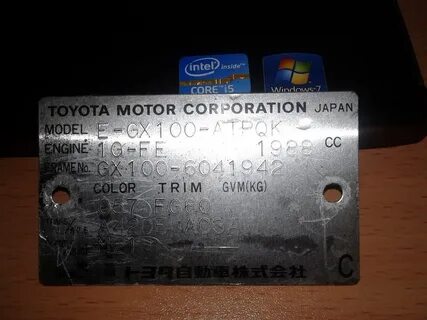 intel inside™
CORE i5
Windows 7
TOYOTA MOTOR CORPORATION JAPAN
MODEL E-GX100-ATPQK
ENGINE 1G-FE 1988 CC
FRAME No. GX100-6041942
COLOR TRIM GVM(KG)
トヨタ自動車株式会社 C